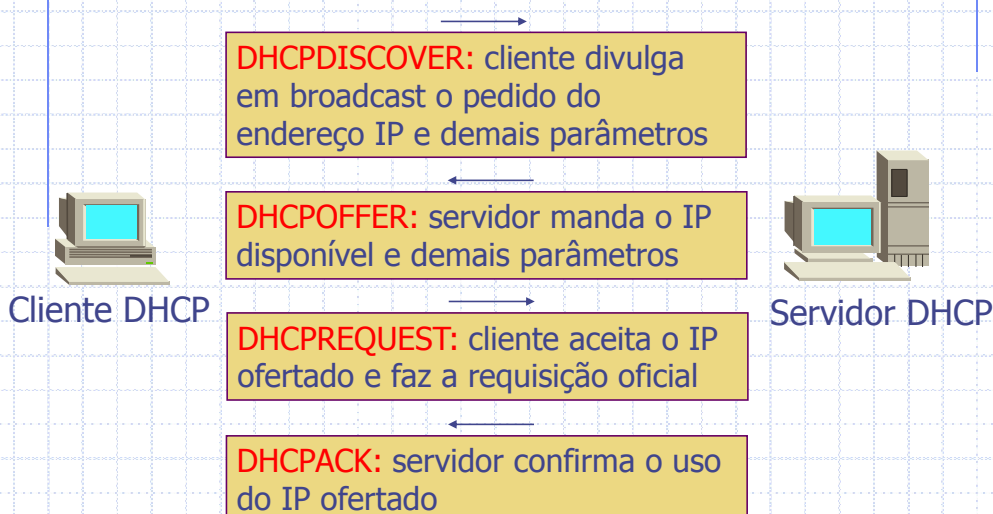 DHCPDISCOVER: cliente divulga
em broadcast o pedido do
endereço IP e demais parâmetros
DHCPOFFER: servidor manda o IP
disponível e demais parâmetros
Cliente DHCP
Servidor DHCP
DHCPREQUEST: cliente aceita o IP
ofertado e faz a requisição oficial
DHCPACK: servidor confirma o uso
do IP ofertado